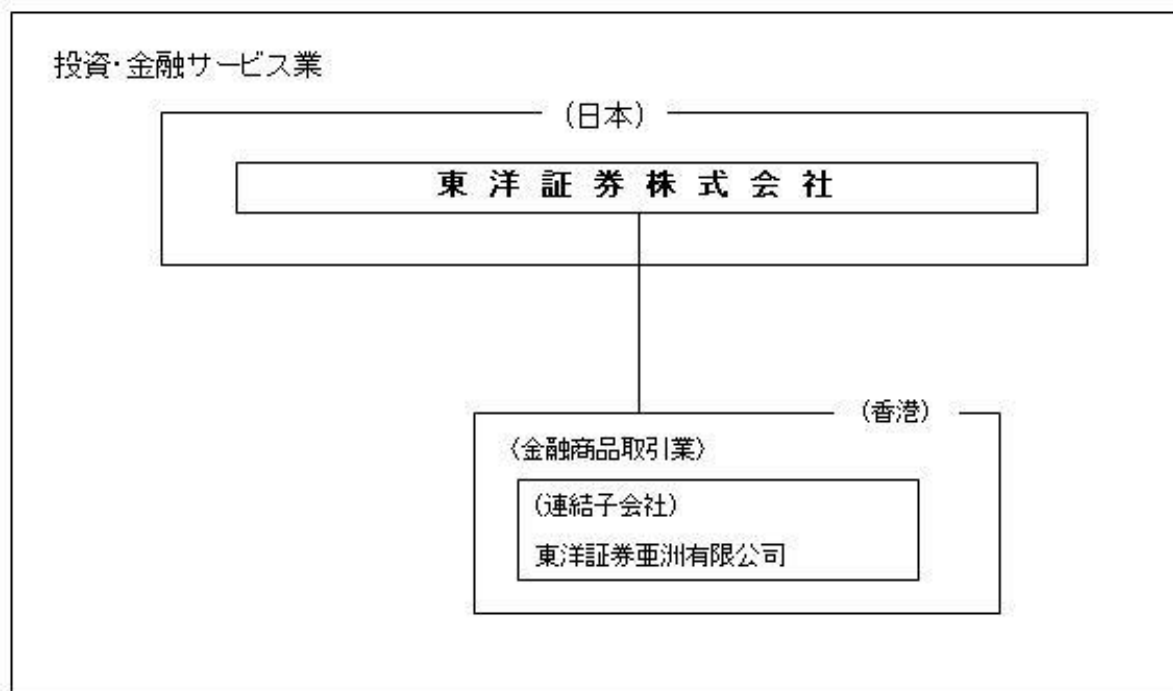 投資・金融サービス業
(日本)
東洋証券株式会社
(香港)
〈金融商品取引業〉
(連結子会社)
東洋証券亜洲有限公司